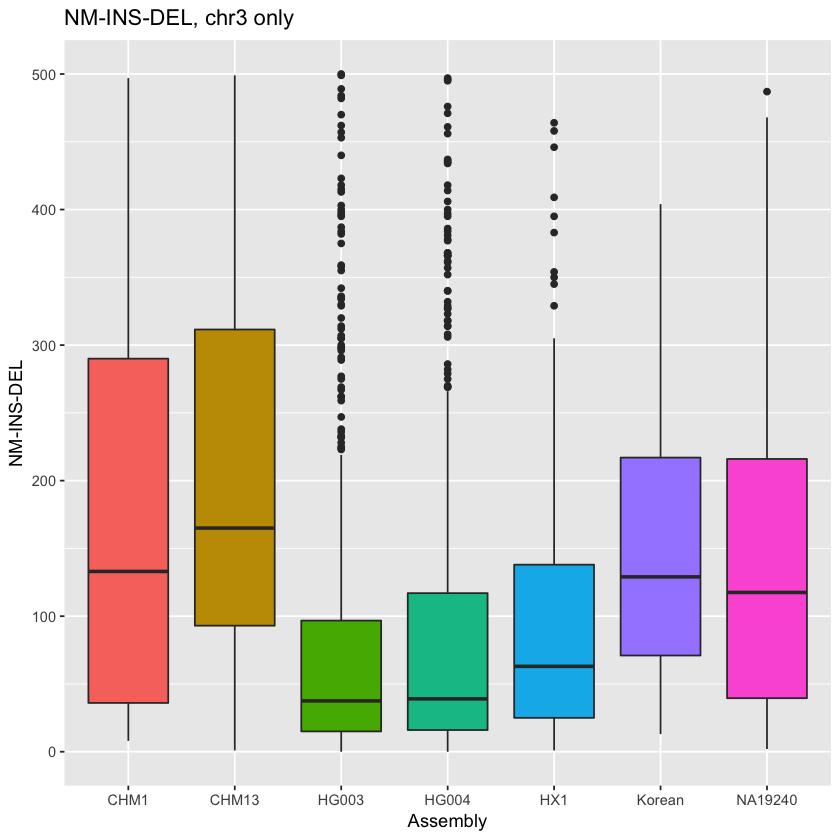 NM-INS-DEL, chr3 only
500
400
300
200
100
0
NM-INS-DEL
CHM1 CHM13 HG003 HG004 HX1 Korean NA19240
Assembly